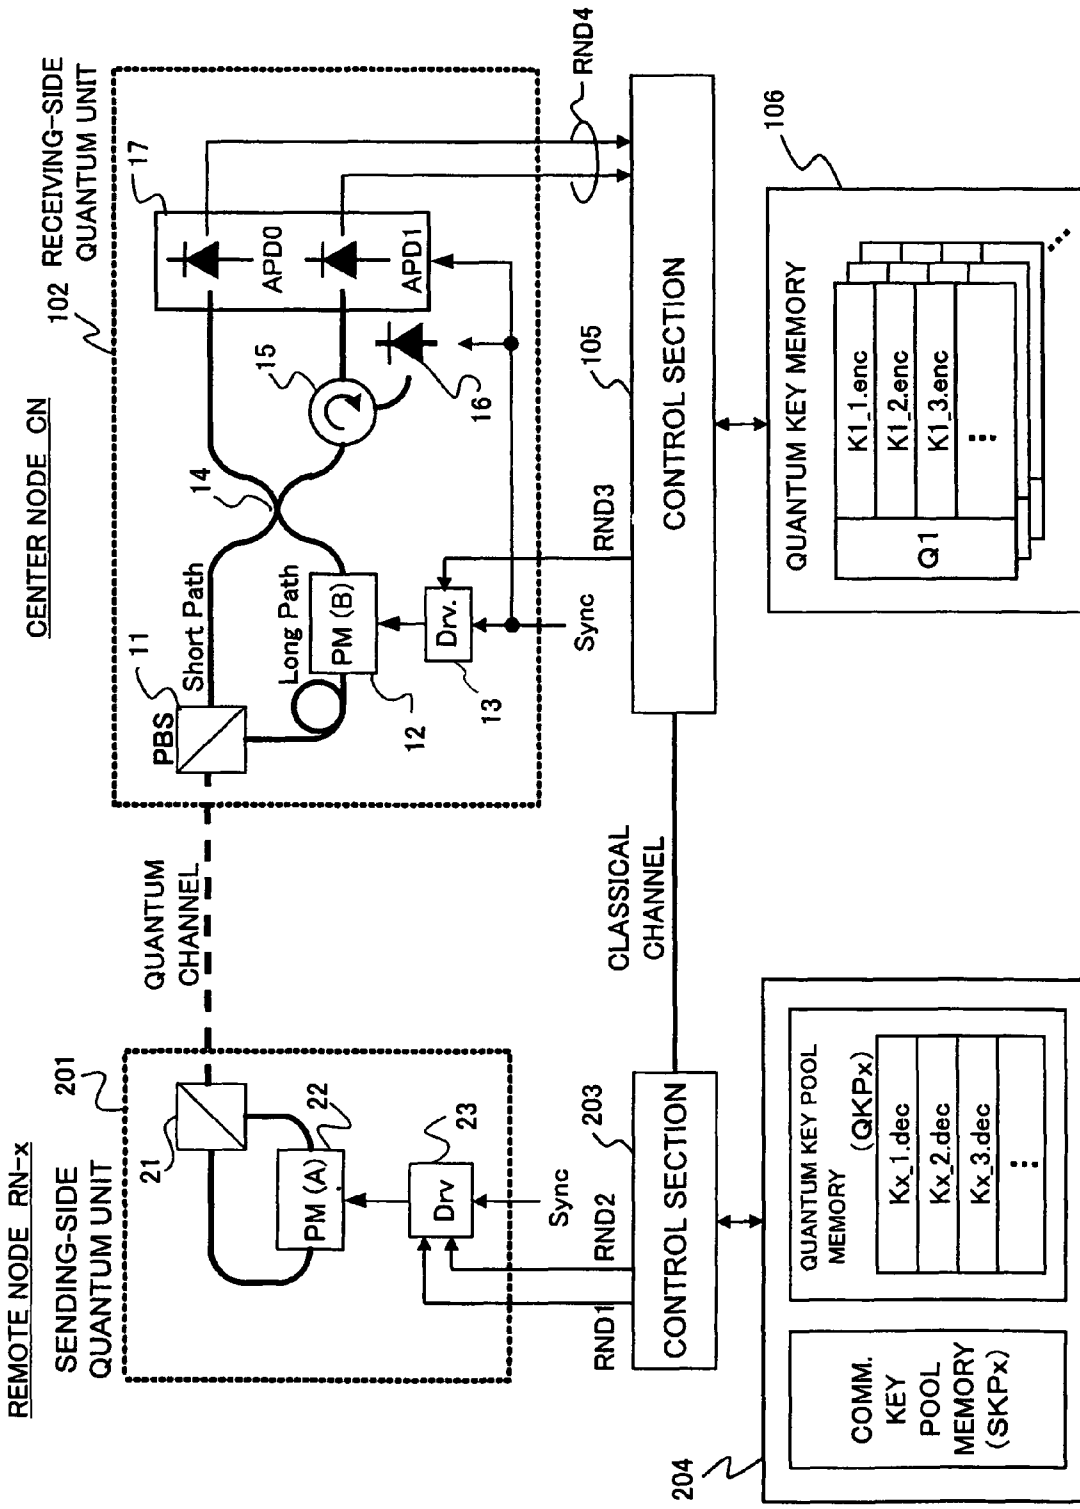 REMOTE NODE RN-x
SENDING-SIDE
QUANTUM UNIT
201
21
PM (A)
22
Drv
23
Sync
RND1
RND2
CONTROL SECTION
203
204
COMM.
KEY
POOL
MEMORY
(SKPx)
QUANTUM KEY POOL
MEMORY
(QKPx)
Kx_1.dec
Kx_2.dec
Kx_3.dec
⋮
QUANTUM
CHANNEL
CLASSICAL
CHANNEL
CENTER NODE CN
102 RECEIVING-SIDE
QUANTUM UNIT
PBS
11
Short Path
Long Path
PM (B)
12
Drv.
13
14
15
16
17
APD0
APD1
Sync
RND3
RND4
105
CONTROL SECTION
106
QUANTUM KEY MEMORY
Q1
K1_1.enc
K1_2.enc
K1_3.enc
⋮